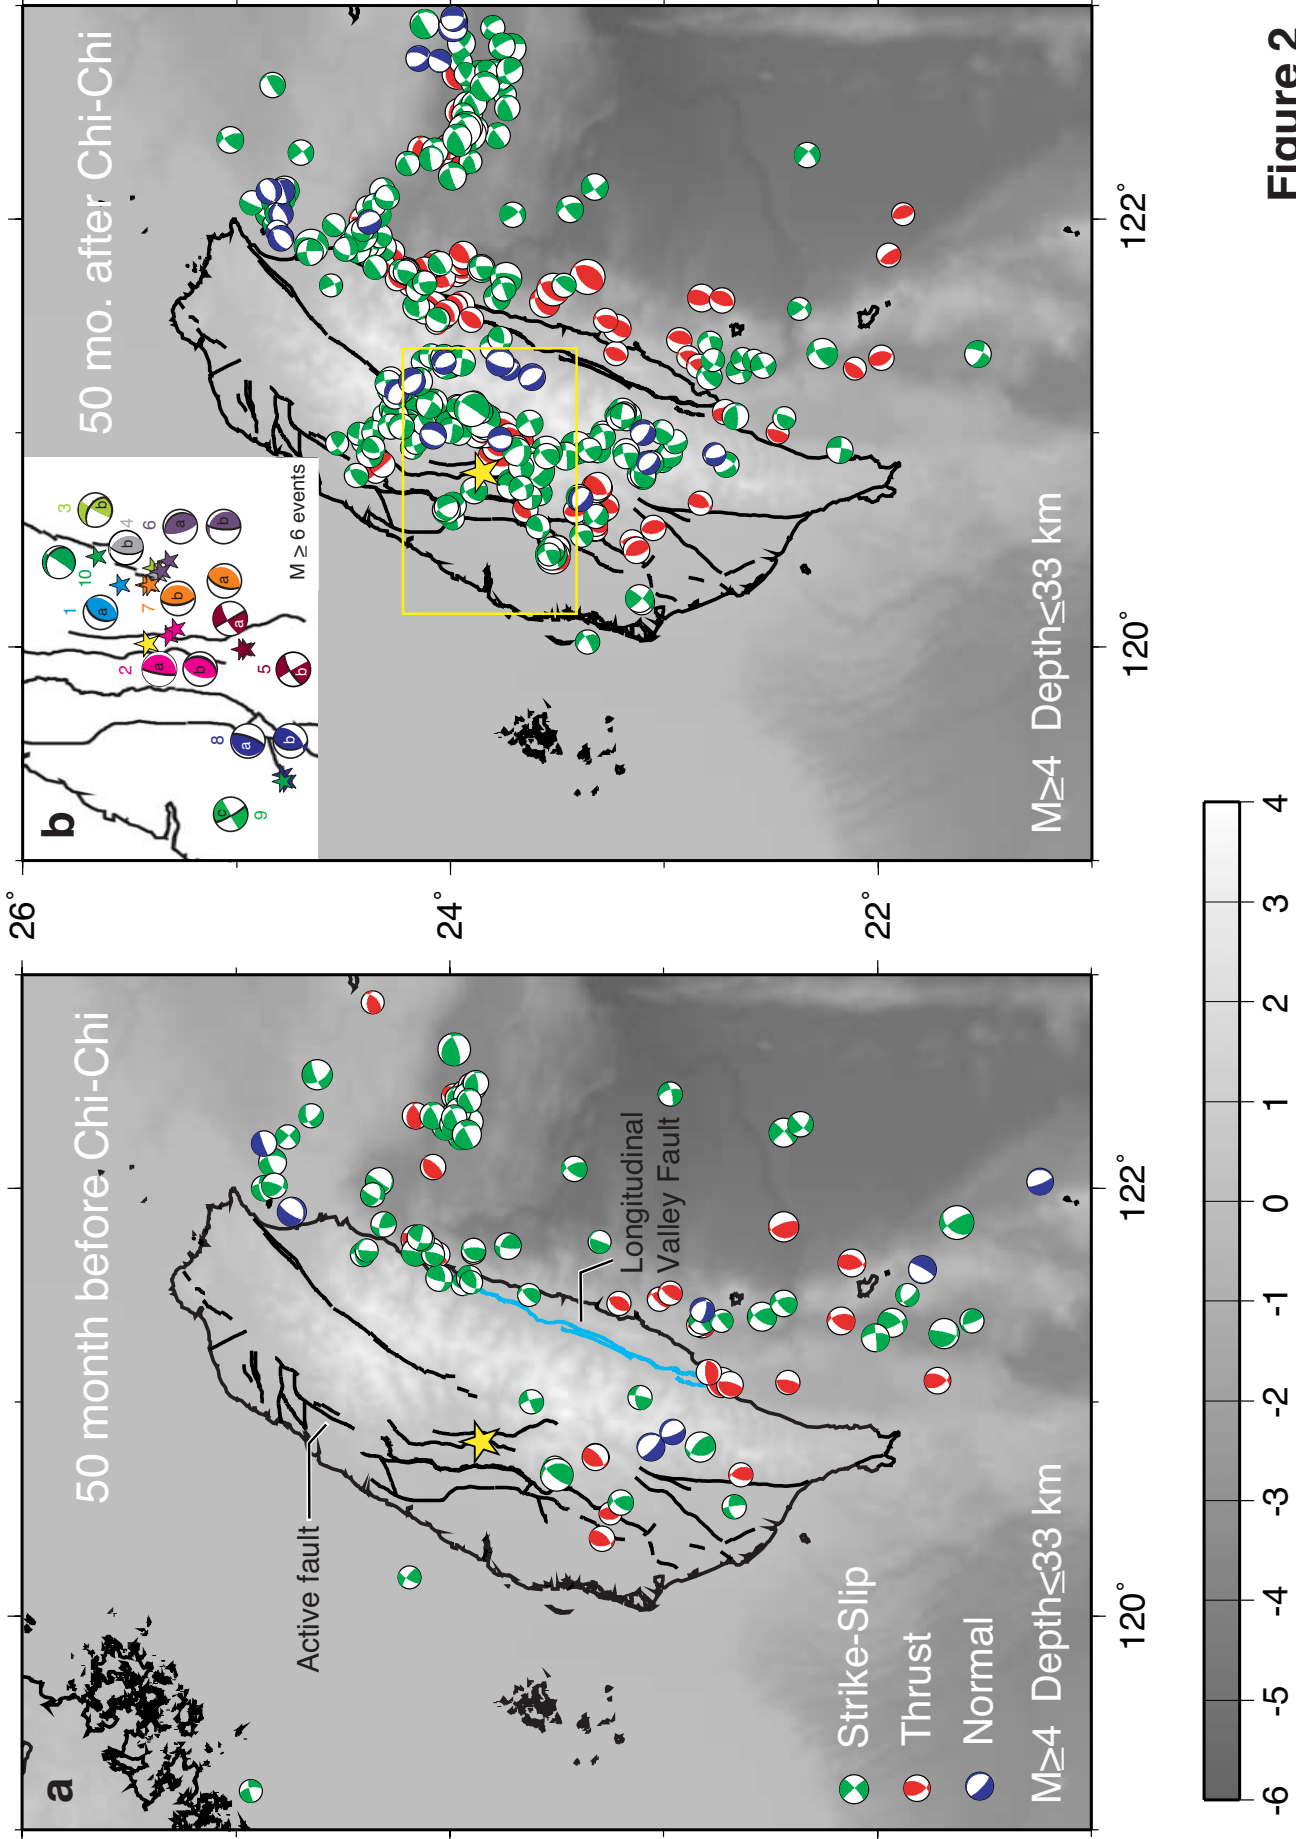 a
50 month before Chi-Chi
Active fault
Longitudinal
Valley Fault
Strike-Slip
Thrust
Normal
M≥4 Depth≤33 km
120°
122°
26°
24°
22°
b
50 mo. after Chi-Chi
1
2
3
4
5
6
7
8
9
10
a
a
b
b
b
a
b
b
a
a
b
a
b
c
M ≥ 6 events
M≥4 Depth≤33 km
120°
122°
-6
-5
-4
-3
-2
-1
0
1
2
3
4
Figure 2